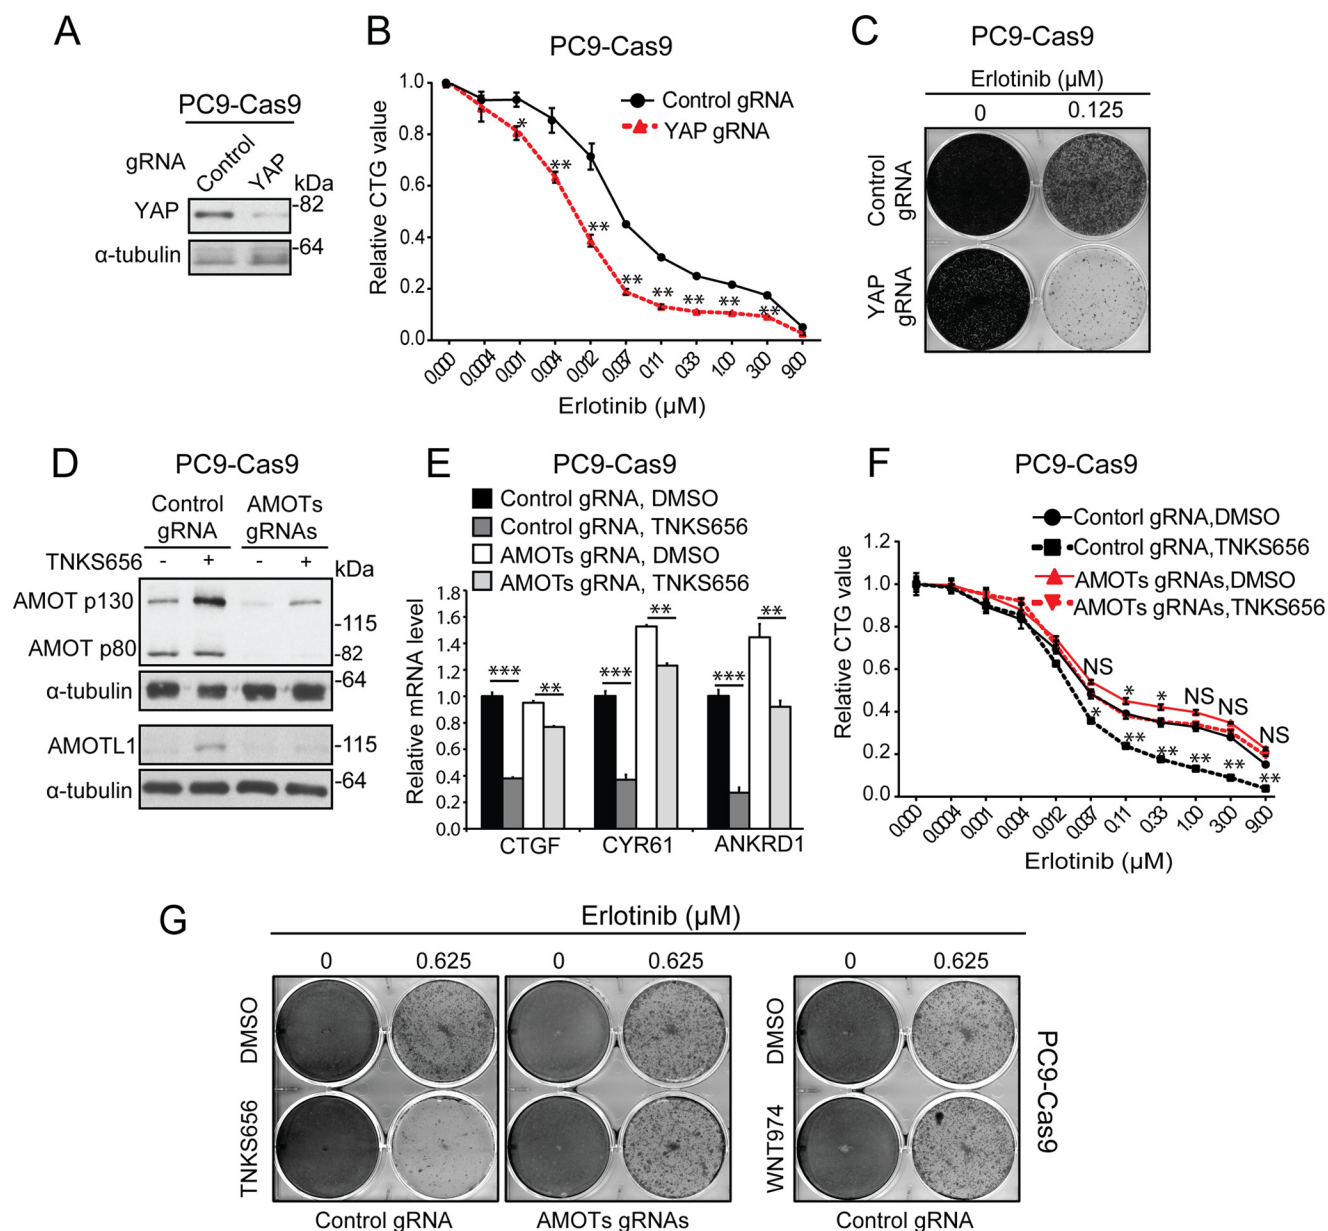 A
PC9-Cas9
gRNA
Control
YAP
kDa
YAP
-82
α-tubulin
-64
B
PC9-Cas9
Relative CTG value
1.0
0.8
0.6
0.4
0.2
0.0
Control gRNA
YAP gRNA
*
**
**
**
**
**
**
**
0.000
0.0004
0.001
0.004
0.012
0.037
0.11
0.33
1.00
3.00
9.00
Erlotinib (µM)
C
PC9-Cas9
Erlotinib (µM)
0 0.125
Control
gRNA
YAP
gRNA
D
PC9-Cas9
Control
gRNA
AMOTs
gRNAs
TNKS656 - + - +
kDa
AMOT p130
-115
AMOT p80
-82
α-tubulin
-64
AMOTL1
-115
α-tubulin
-64
E
PC9-Cas9
Control gRNA, DMSO
Control gRNA, TNKS656
AMOTs gRNA, DMSO
AMOTs gRNA, TNKS656
Relative mRNA level
1.8
1.6
1.4
1.2
1.0
0.8
0.6
0.4
0.2
0.0
***
**
***
**
***
**
CTGF CYR61 ANKRD1
F
PC9-Cas9
Contorl gRNA,DMSO
Control gRNA,TNKS656
AMOTs gRNAs,DMSO
AMOTs gRNAs,TNKS656
Relative CTG value
1.2
1.0
0.8
0.6
0.4
0.2
0.0
NS
*
*
NS
NS
NS
*
**
**
**
**
**
0.000
0.0004
0.001
0.004
0.012
0.037
0.11
0.33
1.00
3.00
9.00
Erlotinib (µM)
G
Erlotinib (µM)
0 0.625 0 0.625 0 0.625
DMSO
TNKS656
DMSO
WNT974
PC9-Cas9
Control gRNA AMOTs gRNAs Control gRNA